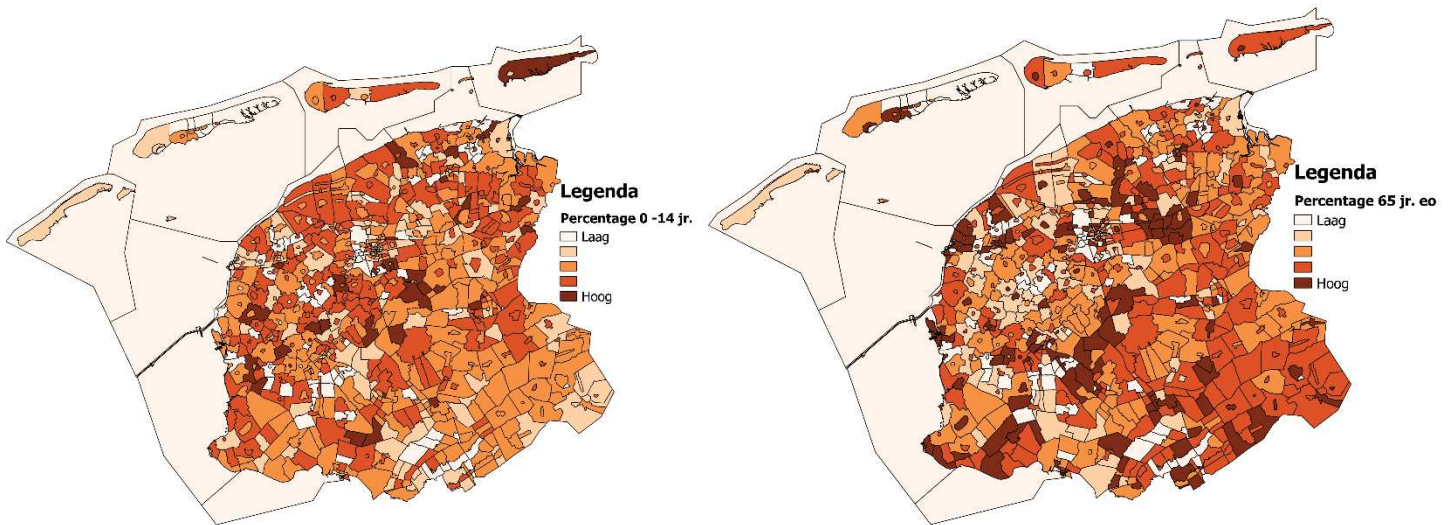 Legenda
Percentage 0 -14 jr.
Laag
Hoog
Legenda
Percentage 65 jr. eo
Laag
Hoog